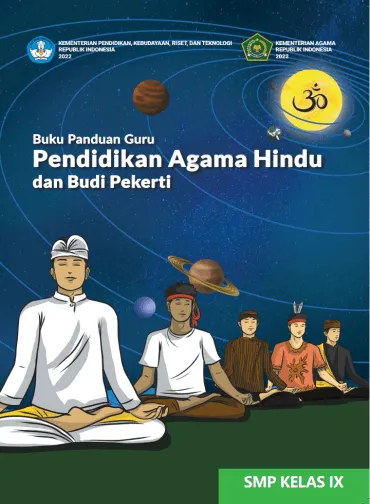 KEMENTERIAN PENDIDIKAN, KEBUDAYAAN, RISET, DAN TEKNOLOGI
REPUBLIK INDONESIA
2022
KEMENTERIAN AGAMA
REPUBLIK INDONESIA
2022
ॐ
Buku Panduan Guru
Pendidikan Agama Hindu
dan Budi Pekerti
SMP KELAS IX